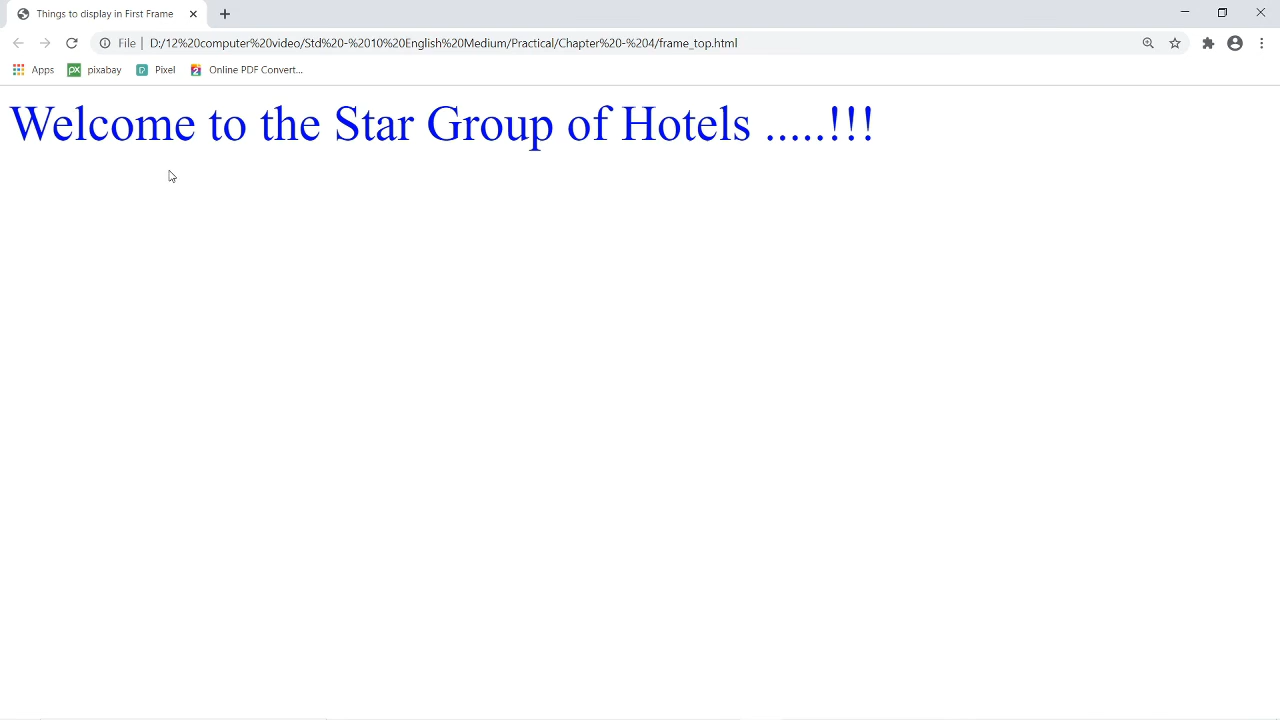 Things to display in First Frame
File
D:/12%20computer%20video/Std%20-%2010%20English%20Medium/Practical/Chapter%20-%204/frame_top.html
Apps
px
pixabay
Pixel
Online PDF Convert...
Welcome to the Star Group of Hotels .....!!!